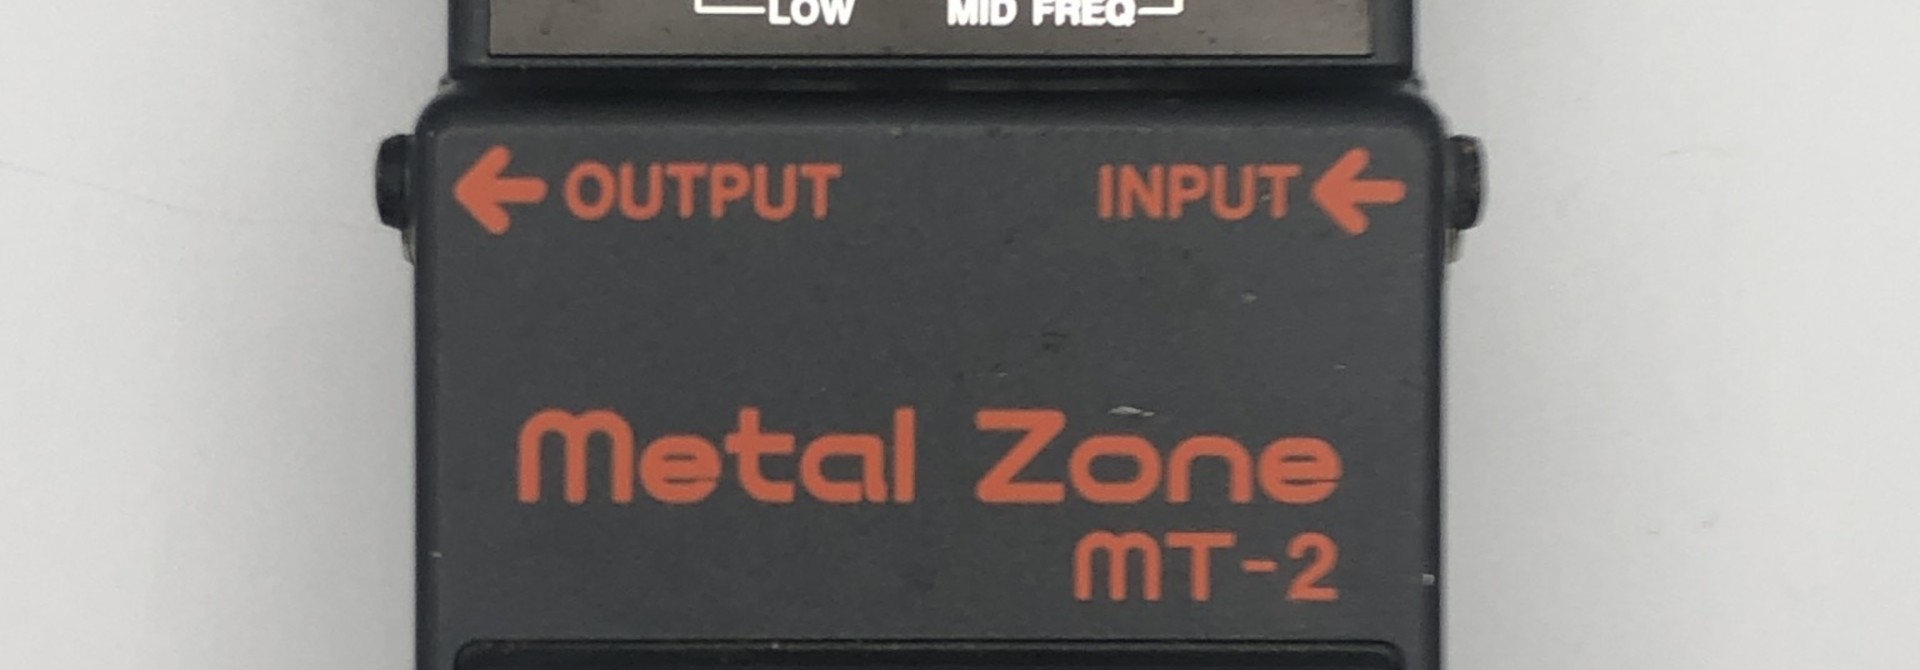 LOW MID FREQ
← OUTPUT INPUT ←
Metal Zone
MT-2